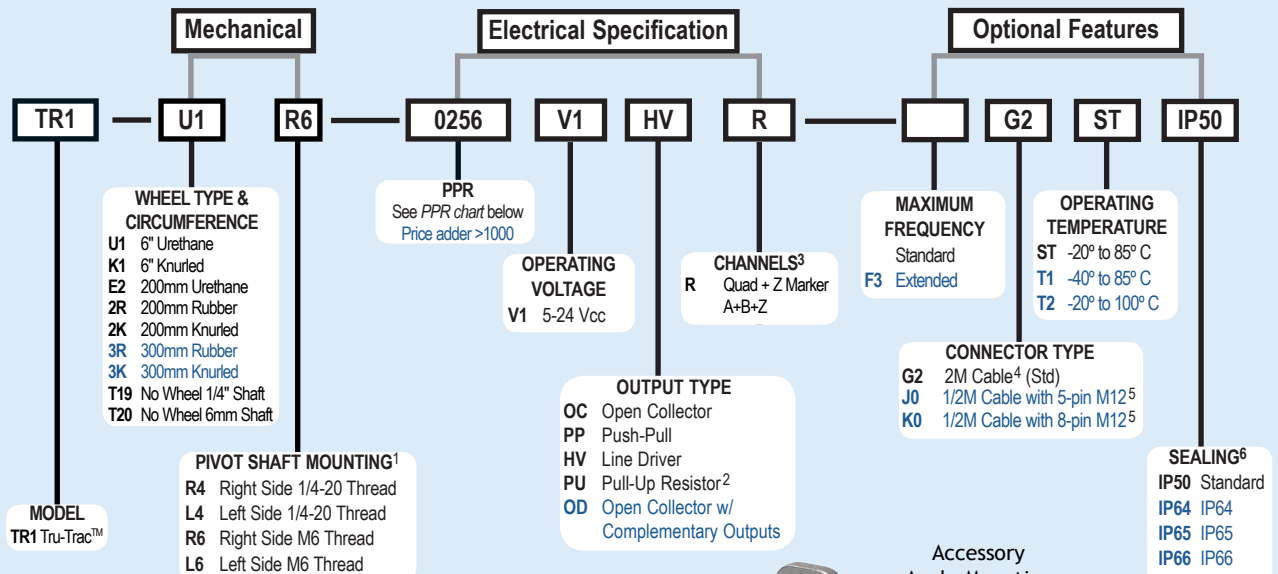 Mechanical
Electrical Specification
Optional Features
TR1
U1
R6
0256
V1
HV
R
G2
ST
IP50
WHEEL TYPE &
CIRCUMFERENCE
U1 6" Urethane
K1 6" Knurled
E2 200mm Urethane
2R 200mm Rubber
2K 200mm Knurled
3R 300mm Rubber
3K 300mm Knurled
T19 No Wheel 1/4" Shaft
T20 No Wheel 6mm Shaft
PPR
See PPR chart below
Price adder >1000
OPERATING
VOLTAGE
V1 5-24 Vcc
CHANNELS3
R Quad + Z Marker
A+B+Z
MAXIMUM
FREQUENCY
Standard
F3 Extended
OPERATING
TEMPERATURE
ST -20º to 85º C
T1 -40º to 85º C
T2 -20º to 100º C
CONNECTOR TYPE
G2 2M Cable4 (Std)
J0 1/2M Cable with 5-pin M12 5
K0 1/2M Cable with 8-pin M12 5
OUTPUT TYPE
OC Open Collector
PP Push-Pull
HV Line Driver
PU Pull-Up Resistor2
OD Open Collector w/
Complementary Outputs
PIVOT SHAFT MOUNTING1
R4 Right Side 1/4-20 Thread
L4 Left Side 1/4-20 Thread
R6 Right Side M6 Thread
L6 Left Side M6 Thread
MODEL
TR1 Tru-Trac™
SEALING6
IP50 Standard
IP64 IP64
IP65 IP65
IP66 IP66
Accessory